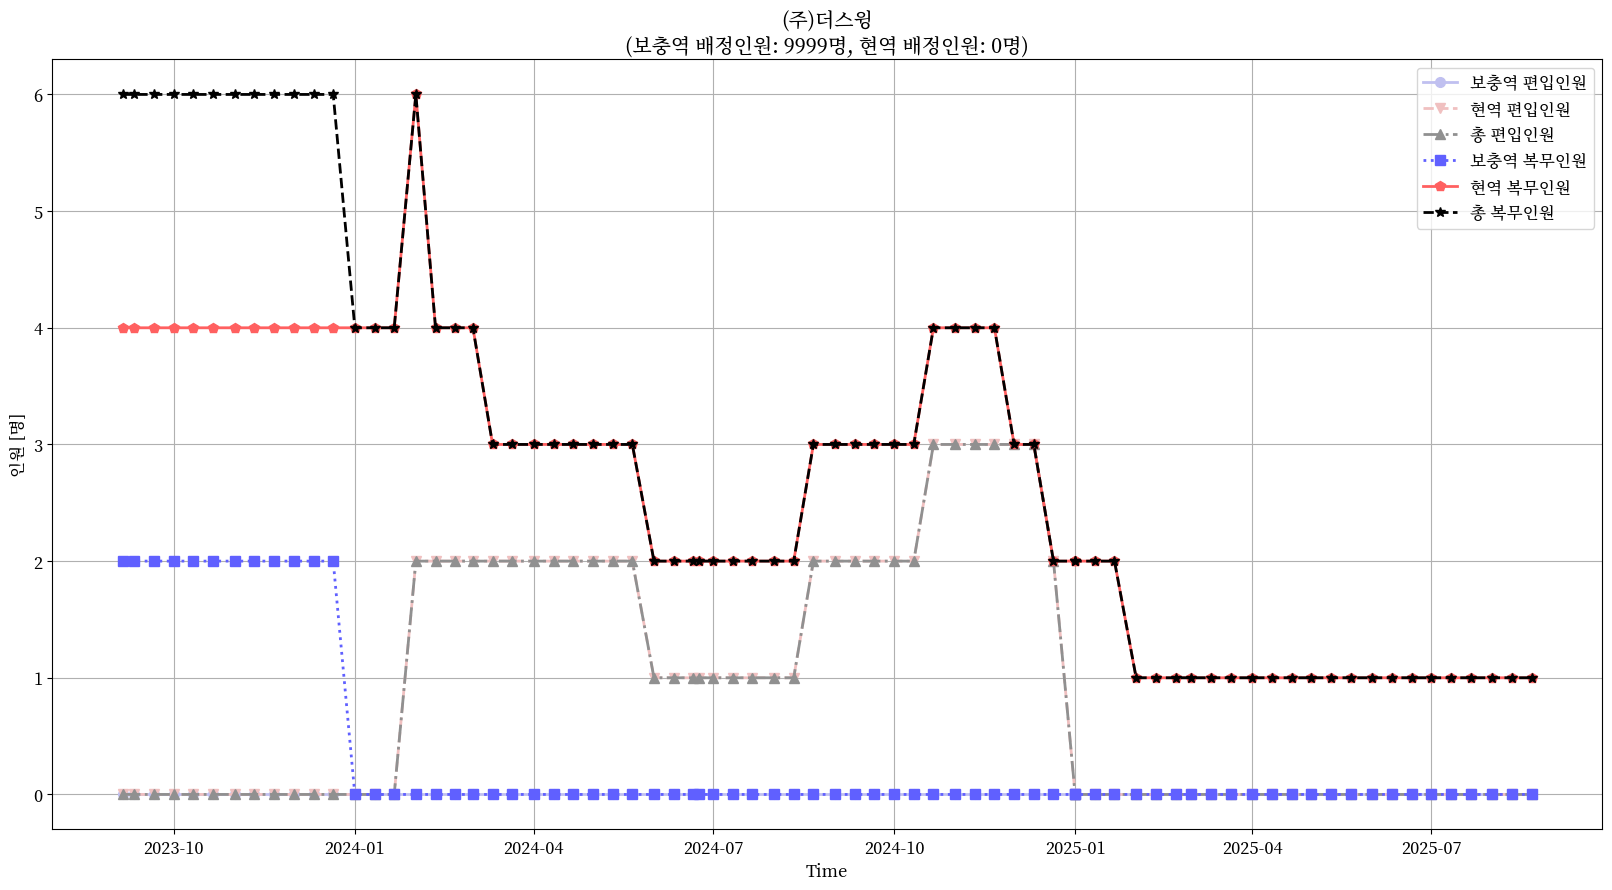 (주)더스윙
(보충역 배정인원: 9999명, 현역 배정인원: 0명)
보충역 편입인원
현역 편입인원
총 편입인원
보충역 복무인원
현역 복무인원
총 복무인원
인원 [명]
6
5
4
3
2
1
0
2023-10
2024-01
2024-04
2024-07
2024-10
2025-01
2025-04
2025-07
Time